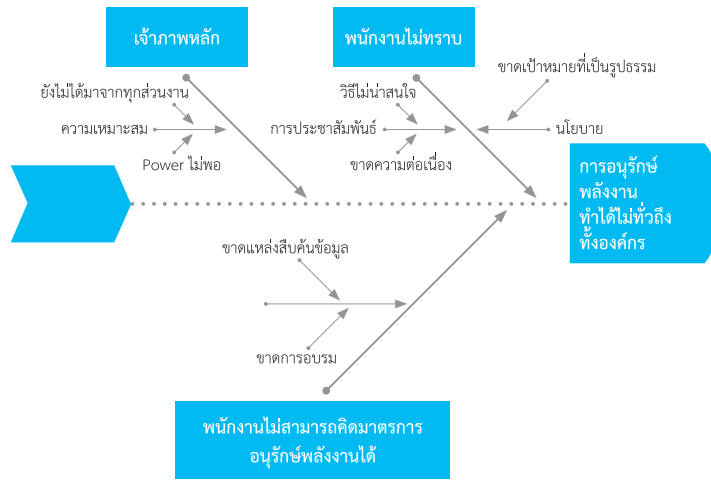 เจ้าภาพหลัก
พนักงานไม่ทราบ
ขาดเป้าหมายที่เป็นรูปธรรม
ยังไม่ได้มาจากทุกส่วนงาน
วิธีไม่น่าสนใจ
ความเหมาะสม
การประชาสัมพันธ์
นโยบาย
Power ไม่พอ
ขาดความต่อเนื่อง
การอนุรักษ์
พลังงาน
ทำได้ไม่ทั่วถึง
ทั้งองค์กร
ขาดแหล่งสืบค้นข้อมูล
ขาดการอบรม
พนักงานไม่สามารถคิดมาตรการ
อนุรักษ์พลังงานได้